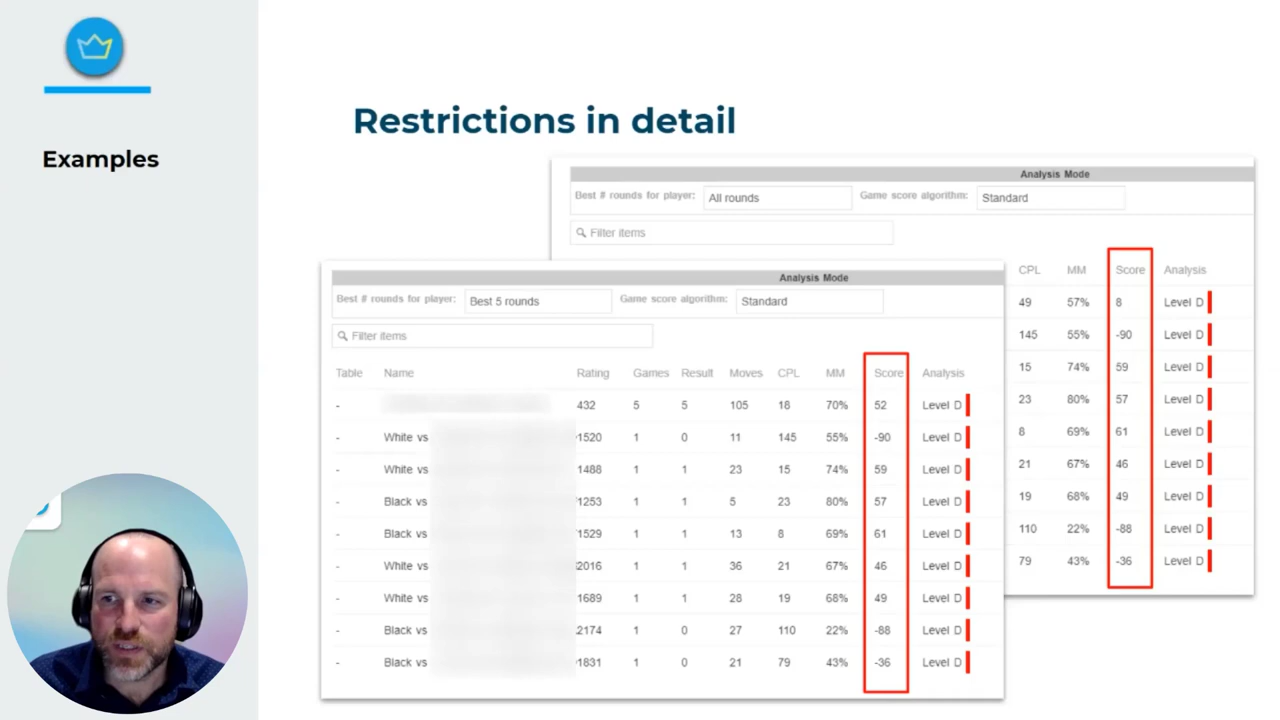 Examples
Restrictions in detail
Analysis Mode
Best # rounds for player: All rounds Game score algorithm: Standard
Filter items
CPL MM Score Analysis
49 57% 8 Level D
145 55% -90 Level D
15 74% 59 Level D
23 80% 57 Level D
8 69% 61 Level D
21 67% 46 Level D
19 68% 49 Level D
110 22% -88 Level D
79 43% -36 Level D
Analysis Mode
Best # rounds for player: Best 5 rounds Game score algorithm: Standard
Filter items
Table Name Rating Games Result Moves CPL MM Score Analysis
- 432 5 5 105 18 70% 52 Level D
- White vs 1520 1 0 11 145 55% -90 Level D
- White vs 1488 1 1 23 15 74% 59 Level D
- Black vs 1253 1 1 5 23 80% 57 Level D
- Black vs 1529 1 1 13 8 69% 61 Level D
- White vs 2016 1 1 36 21 67% 46 Level D
- White vs 1689 1 1 28 19 68% 49 Level D
- Black vs 2174 1 0 27 110 22% -88 Level D
- Black vs 1831 1 0 21 79 43% -36 Level D